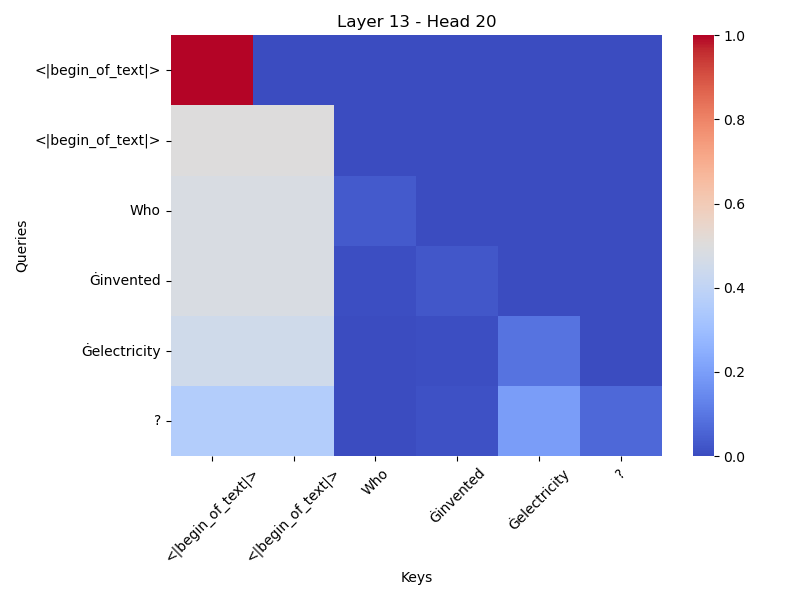 Layer 13 - Head 20
<|begin_of_text|>
<|begin_of_text|>
Who
Ġinvented
Ġelectricity
?
Queries
<|begin_of_text|>
<|begin_of_text|>
Who
Ġinvented
Ġelectricity
?
Keys
1.0
0.8
0.6
0.4
0.2
0.0